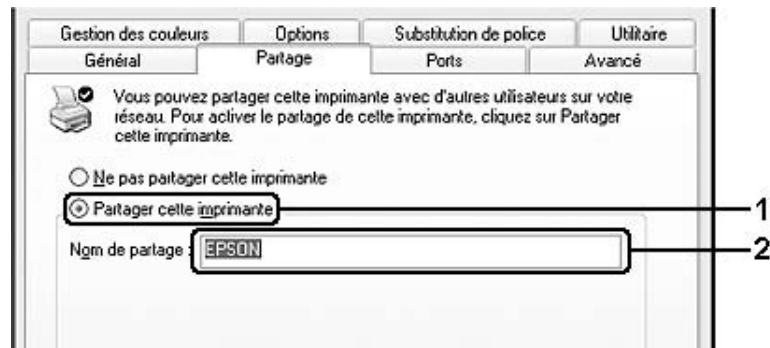 Gestion des couleurs Options Substitution de police Utilitaire
Général Partage Ports Avancé
Vous pouvez partager cette imprimante avec d'autres utilisateurs sur votre
réseau. Pour activer le partage de cette imprimante, cliquez sur Partager
cette imprimante.
Ne pas partager cette imprimante
Partager cette imprimante 1
Nom de partage : EPSON 2